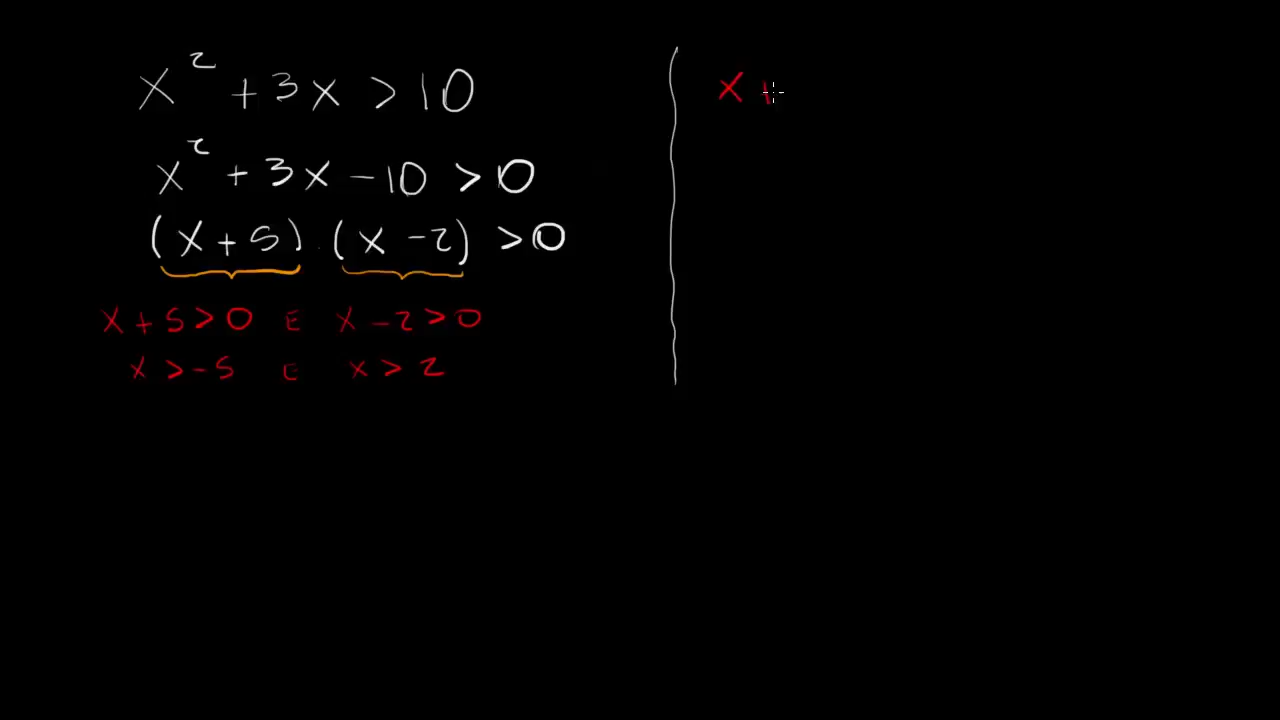 x² + 3x > 10
x² + 3x - 10 > 0
(x + 5) · (x - 2) > 0
x + 5 > 0 E x - 2 > 0
x > -5 E x > 2
x